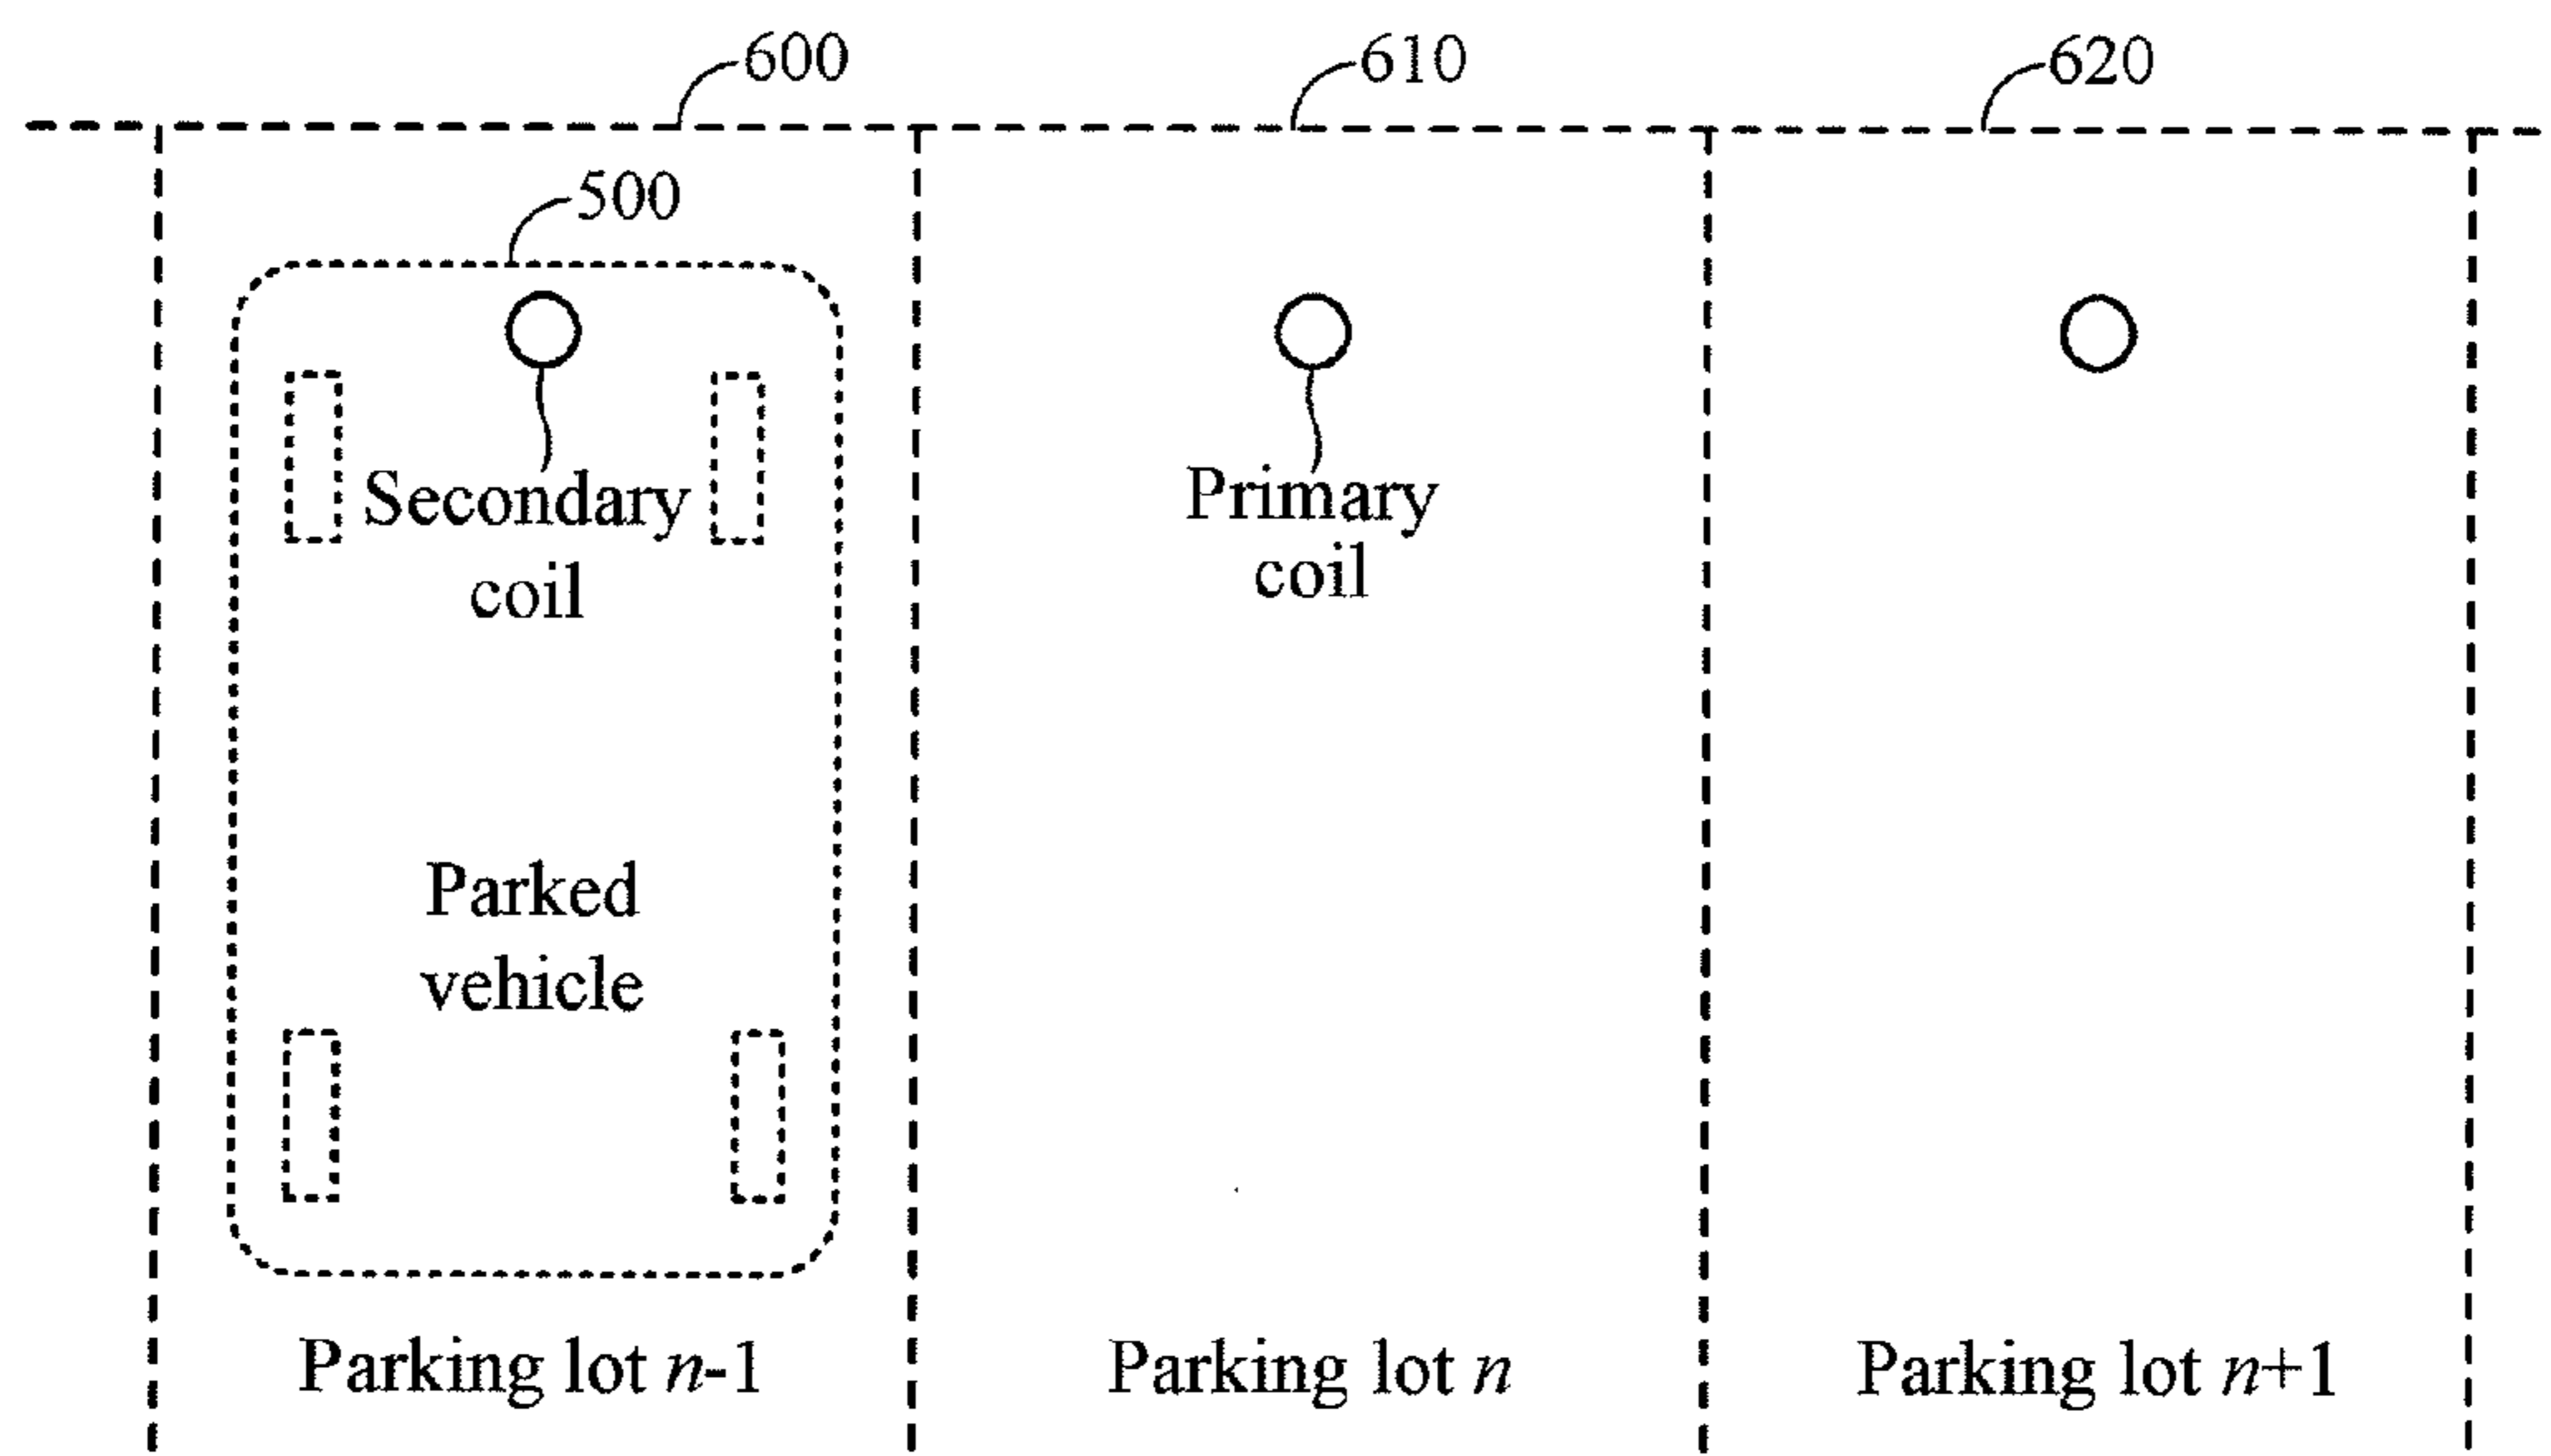 600
610
620
500
Secondary
coil
Primary
coil
Parked
vehicle
Parking lot n-1
Parking lot n
Parking lot n+1